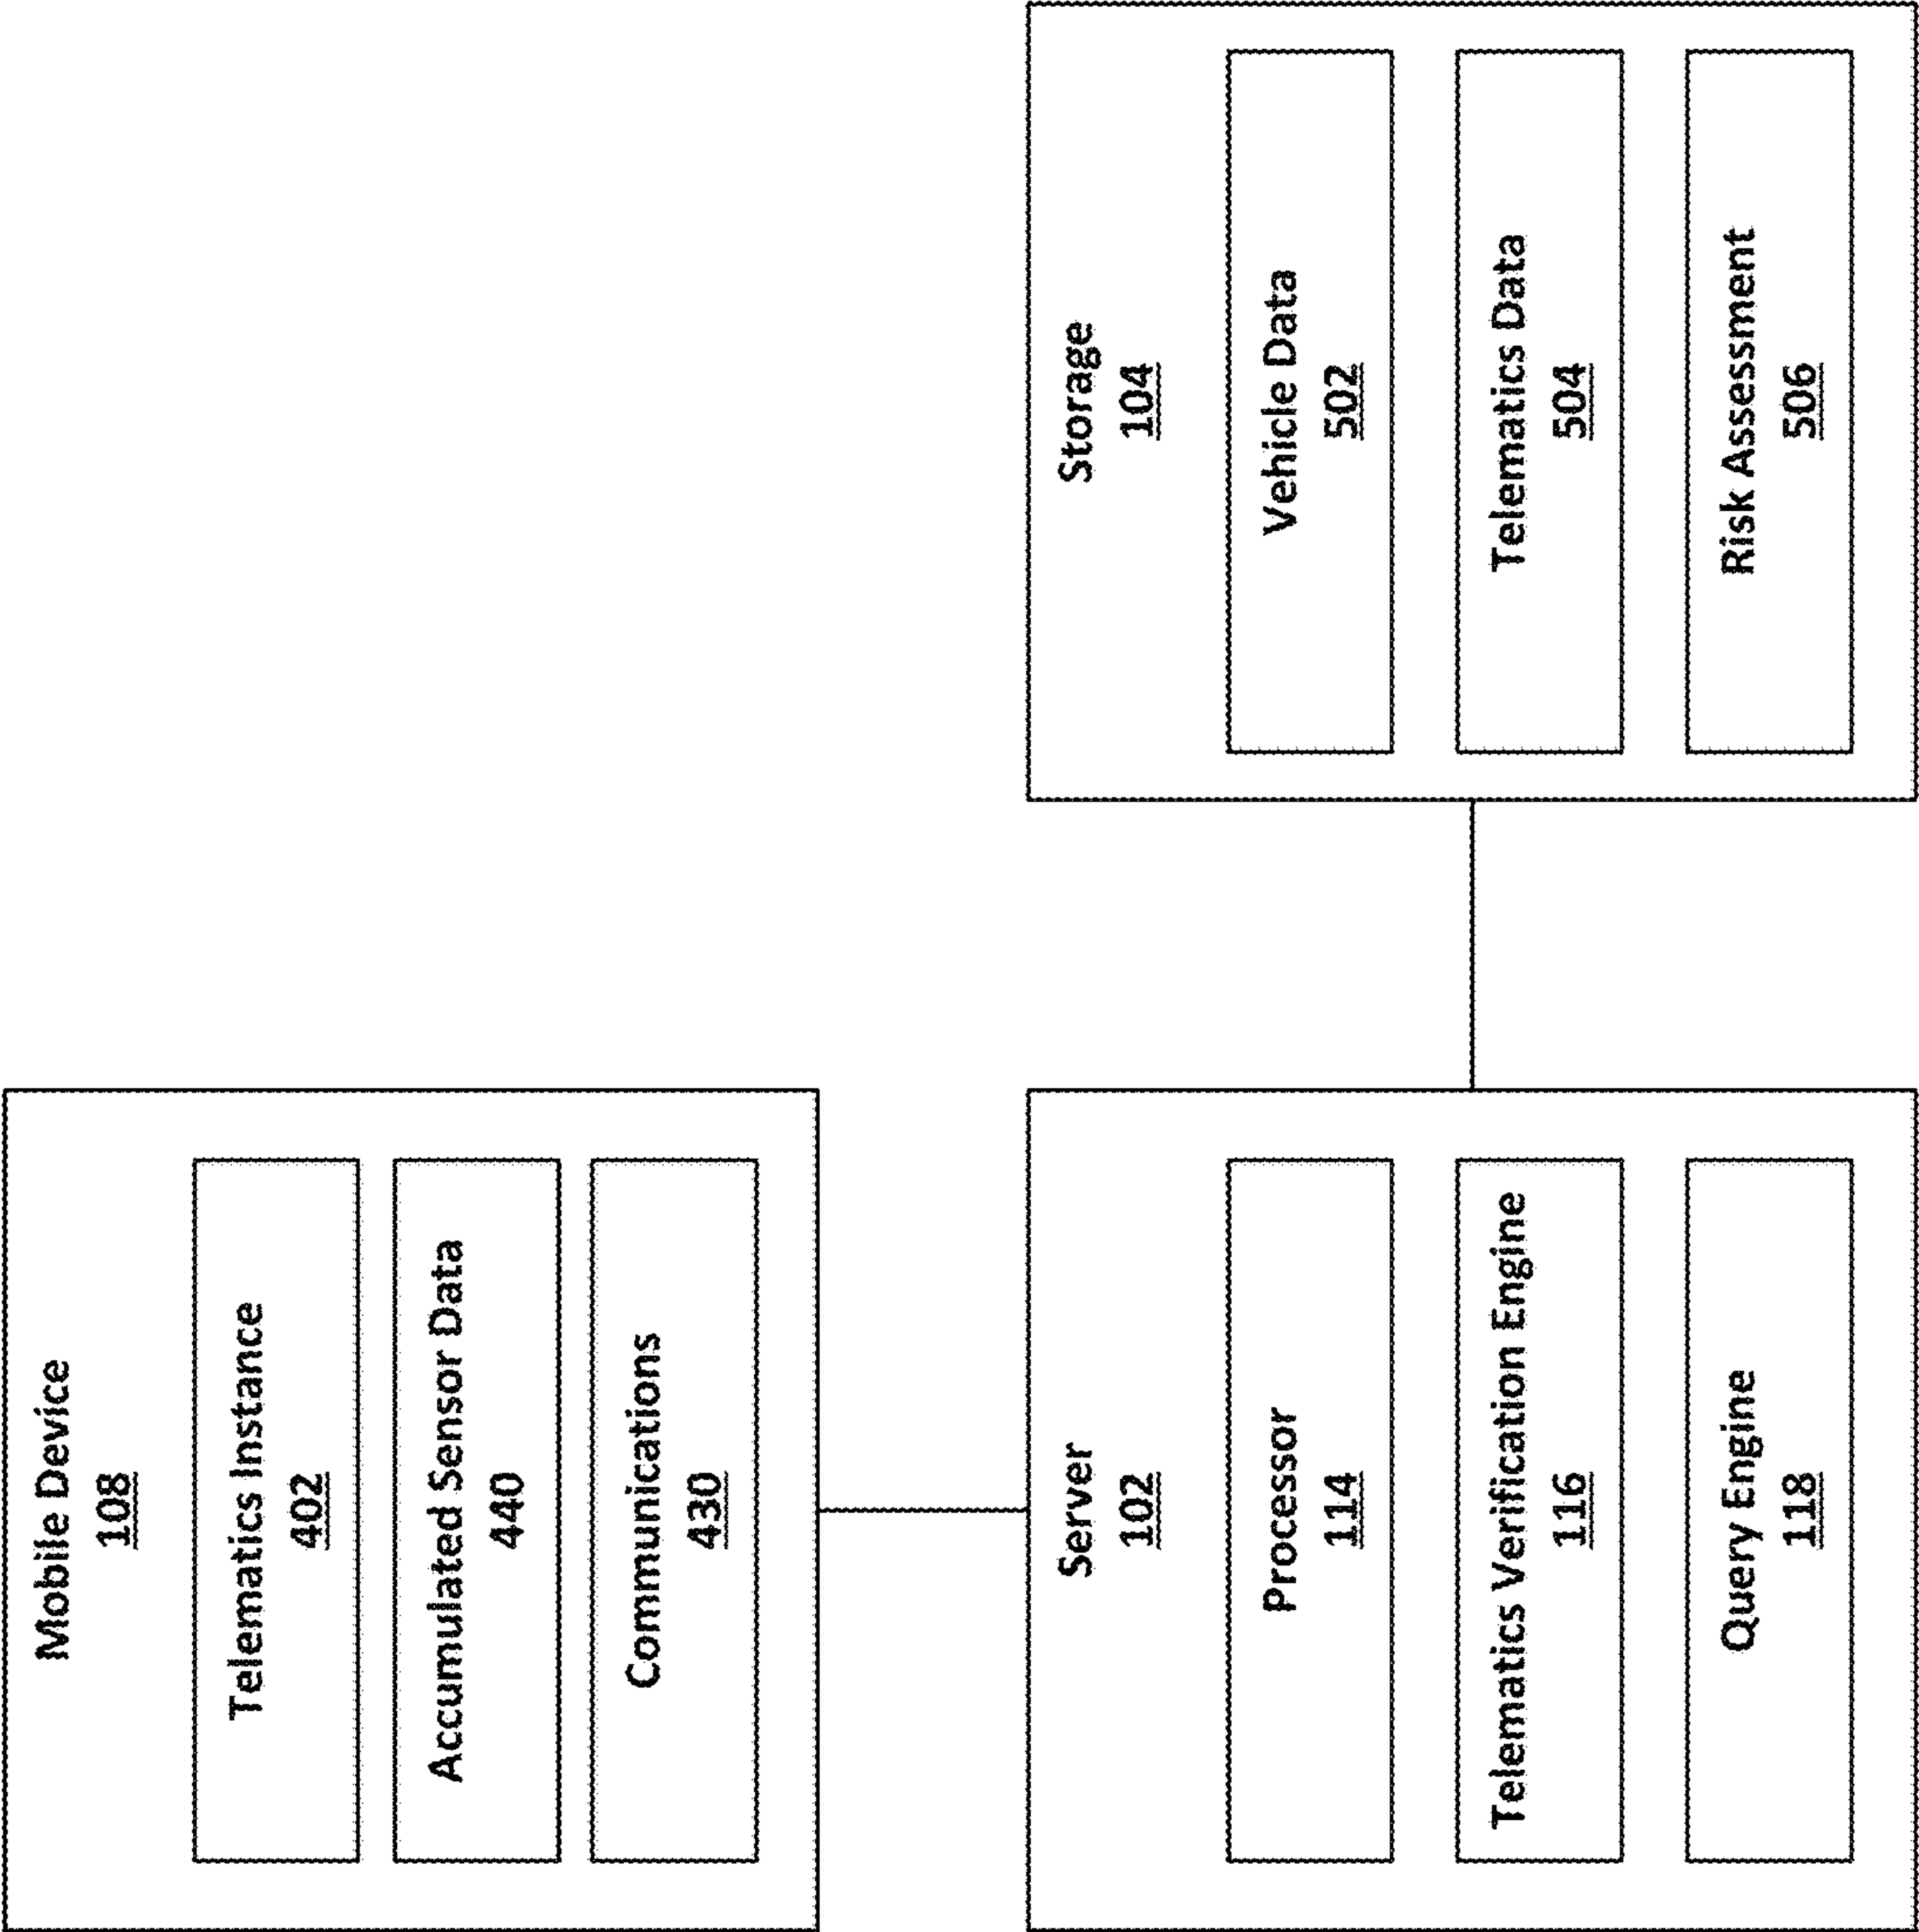 Mobile Device
108
Telematics Instance
402
Accumulated Sensor Data
440
Communications
430
Server
102
Processor
114
Telematics Verification Engine
116
Query Engine
118
Storage
104
Vehicle Data
502
Telematics Data
504
Risk Assessment
506